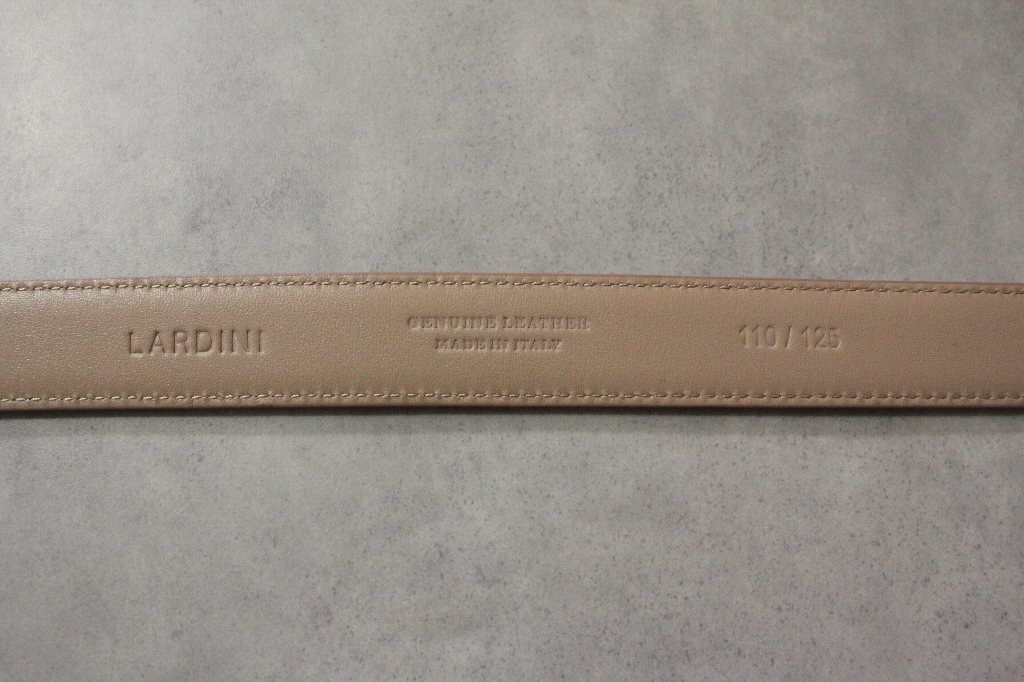 LARDINI
GENUINE LEATHER
MADE IN ITALY
110 / 125